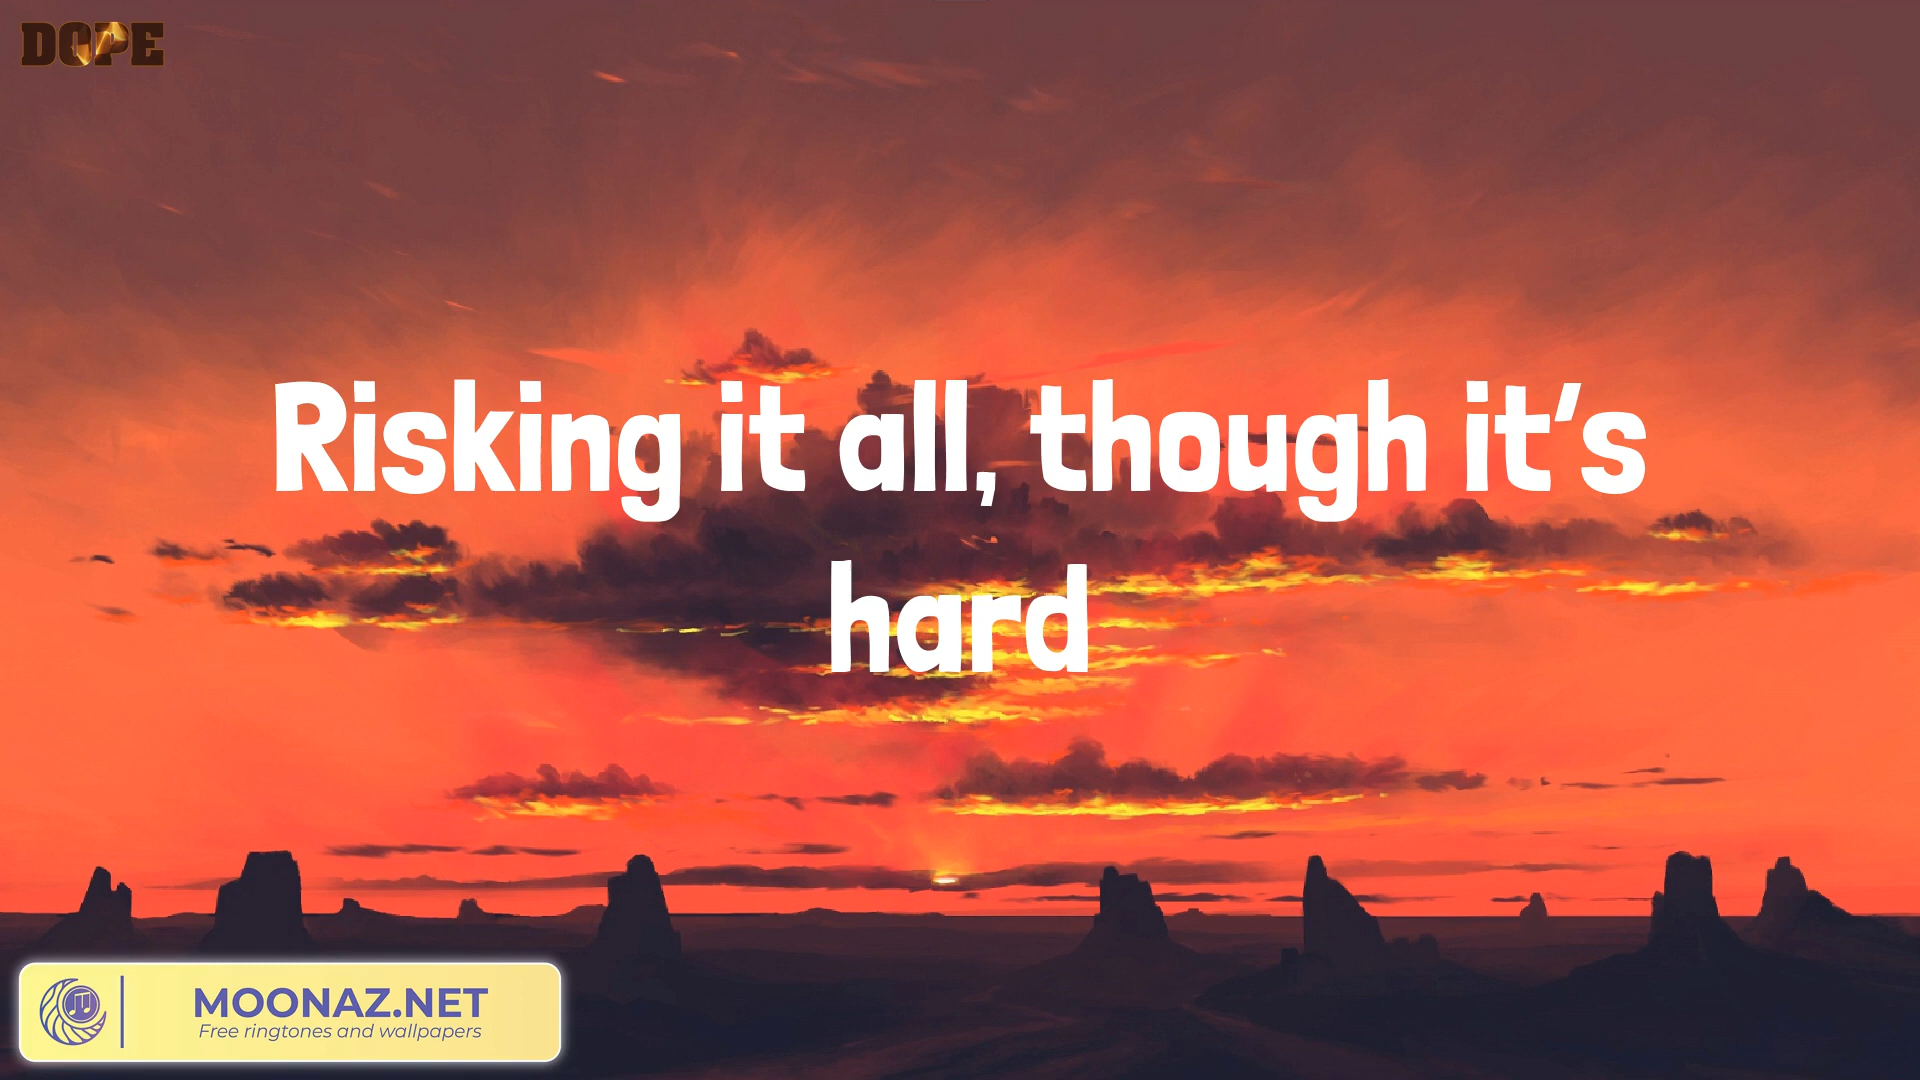 DOPE
Risking it all, though it's
hard
MOONAZ.NET
Free ringtones and wallpapers